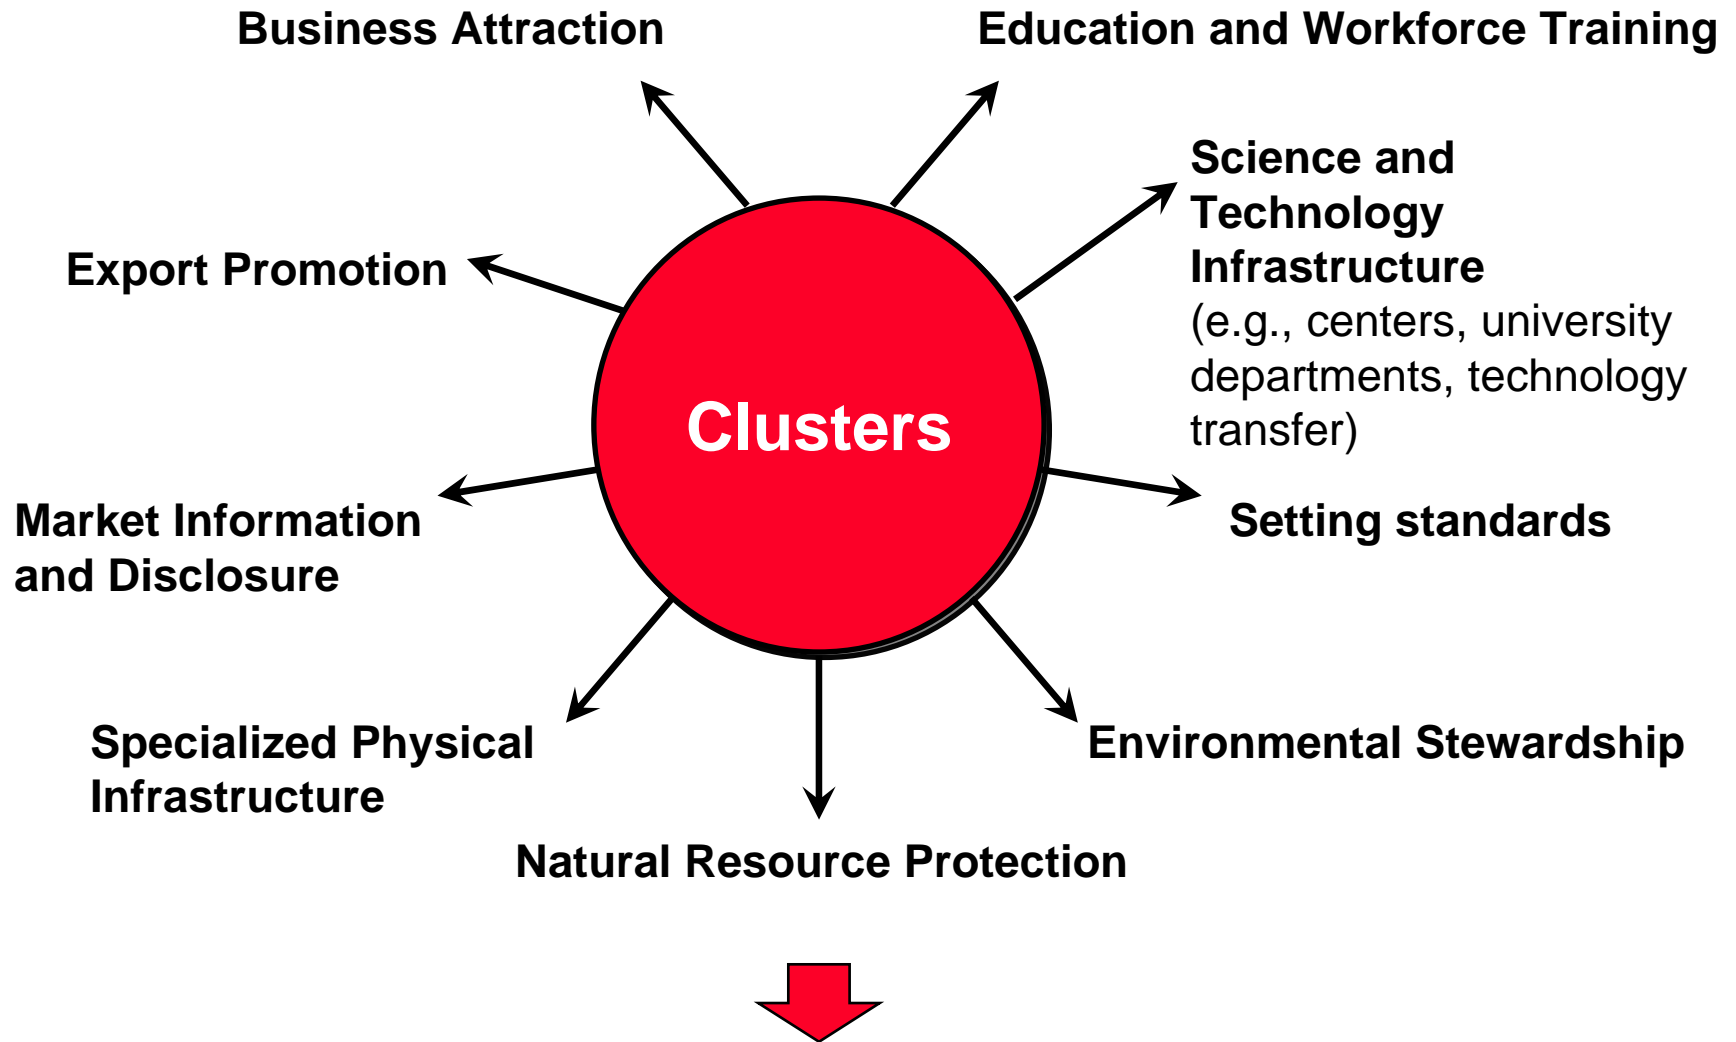 Business Attraction
Education and Workforce Training
Science and
Technology
Infrastructure
(e.g., centers, university
departments, technology
transfer)
Export Promotion
Clusters
Market Information
and Disclosure
Setting standards
Specialized Physical
Infrastructure
Environmental Stewardship
Natural Resource Protection